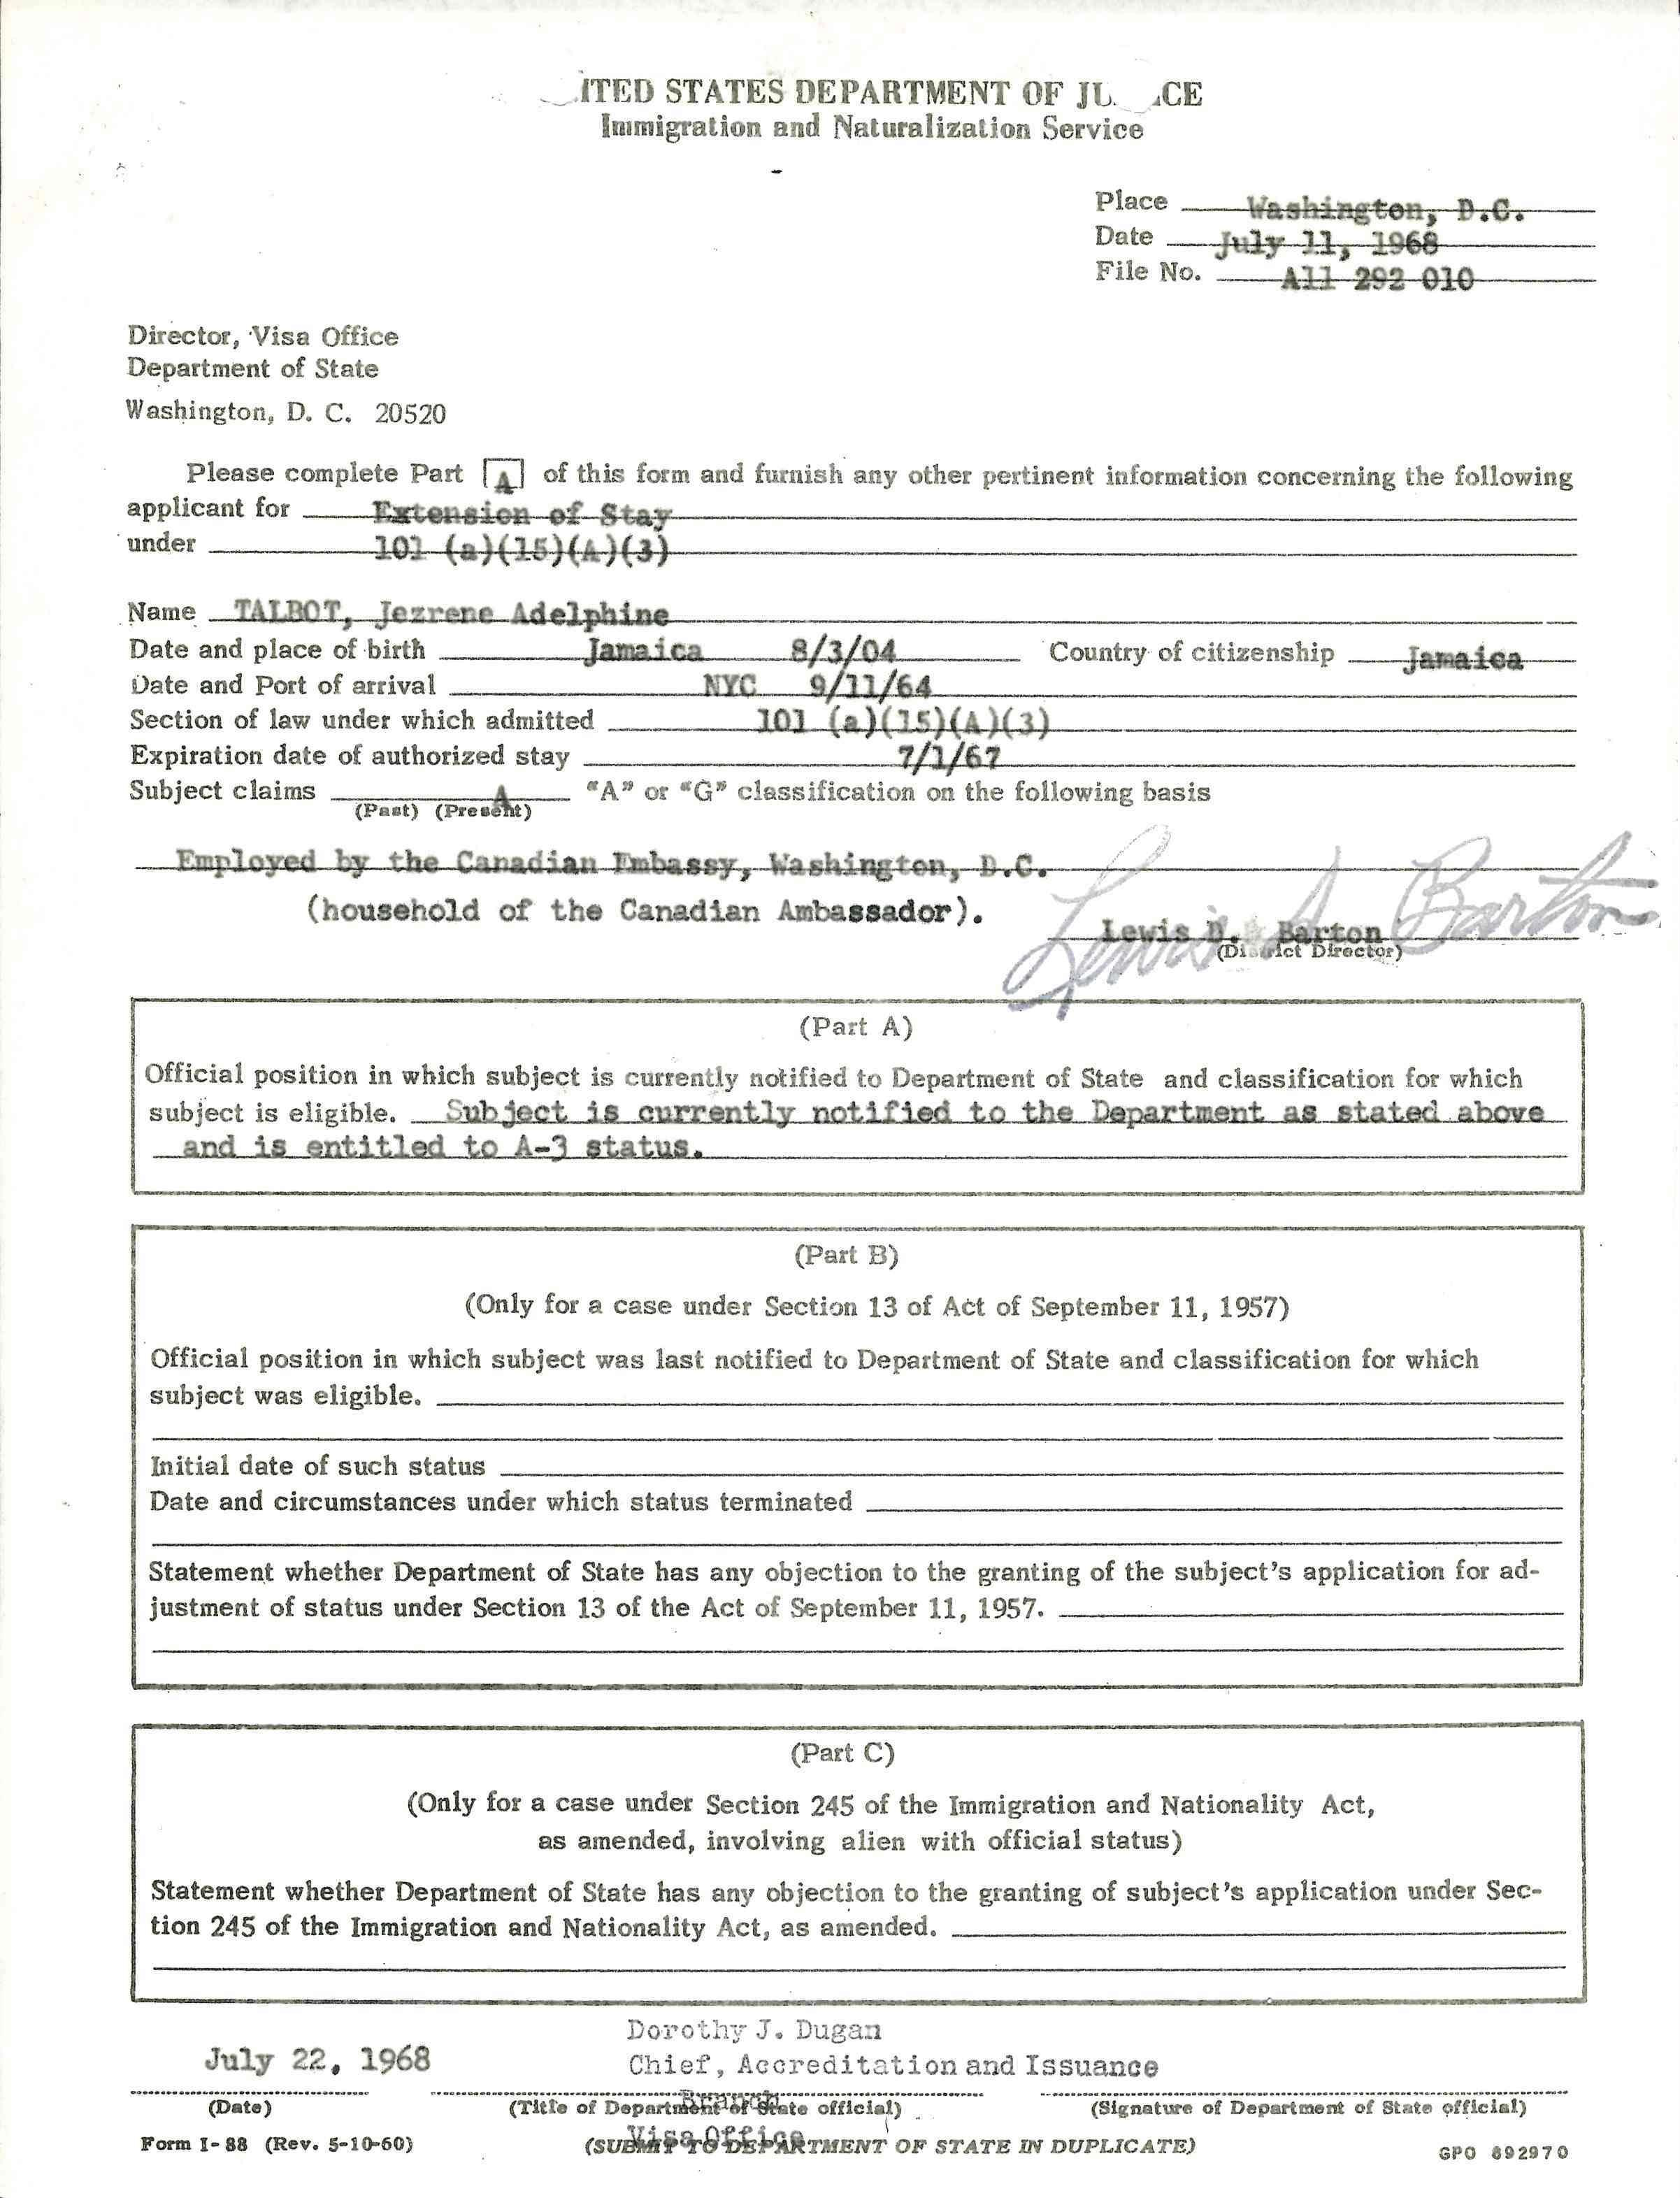 ITED STATES DEPARTMENT OF JU CE
Immigration and Naturalization Service
Place Washington, D.C.
Date July 11, 1968
File No. A11 292 010
Director, Visa Office
Department of State
Washington, D. C. 20520
Please complete Part A of this form and furnish any other pertinent information concerning the following
applicant for Extension of Stay
under 101 (a)(15)(A)(3)
Name TALBOT, Jezrene Adelphine
Date and place of birth Jamaica 8/3/04 Country of citizenship Jamaica
Date and Port of arrival NYC 9/11/64
Section of law under which admitted 101 (a)(15)(A)(3)
Expiration date of authorized stay 7/1/67
Subject claims A "A" or "G" classification on the following basis
(Past) (Present)
Employed by the Canadian Embassy, Washington, D.C.
(household of the Canadian Ambassador).
Lewis D. Barton Lewis D Barton
(District Director)
(Part A)
Official position in which subject is currently notified to Department of State and classification for which
subject is eligible. Subject is currently notified to the Department as stated above
and is entitled to A-3 status.
(Part B)
(Only for a case under Section 13 of Act of September 11, 1957)
Official position in which subject was last notified to Department of State and classification for which
subject was eligible.
Initial date of such status
Date and circumstances under which status terminated
Statement whether Department of State has any objection to the granting of the subject's application for ad-
justment of status under Section 13 of the Act of September 11, 1957.
(Part C)
(Only for a case under Section 245 of the Immigration and Nationality Act,
as amended, involving alien with official status)
Statement whether Department of State has any objection to the granting of subject's application under Sec-
tion 245 of the Immigration and Nationality Act, as amended.
Dorothy J. Dugan
July 22, 1968 Chief, Accreditation and Issuance
Branch
(Date) (Title of Department of State official) (Signature of Department of State official)
Visa Office
Form I-88 (Rev. 5-10-60) (SUBMIT TO DEPARTMENT OF STATE IN DUPLICATE) GPO 892970